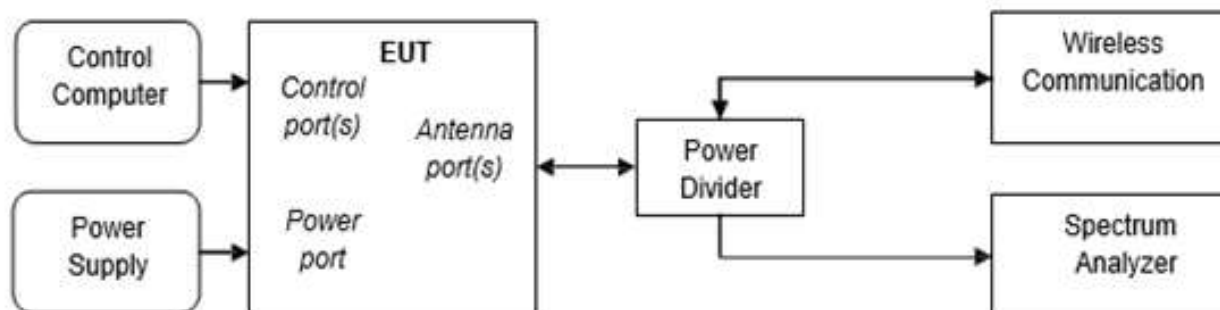 Control
Computer
Power
Supply
EUT
Control
port(s)
Antenna
port(s)
Power
port
Power
Divider
Wireless
Communication
Spectrum
Analyzer